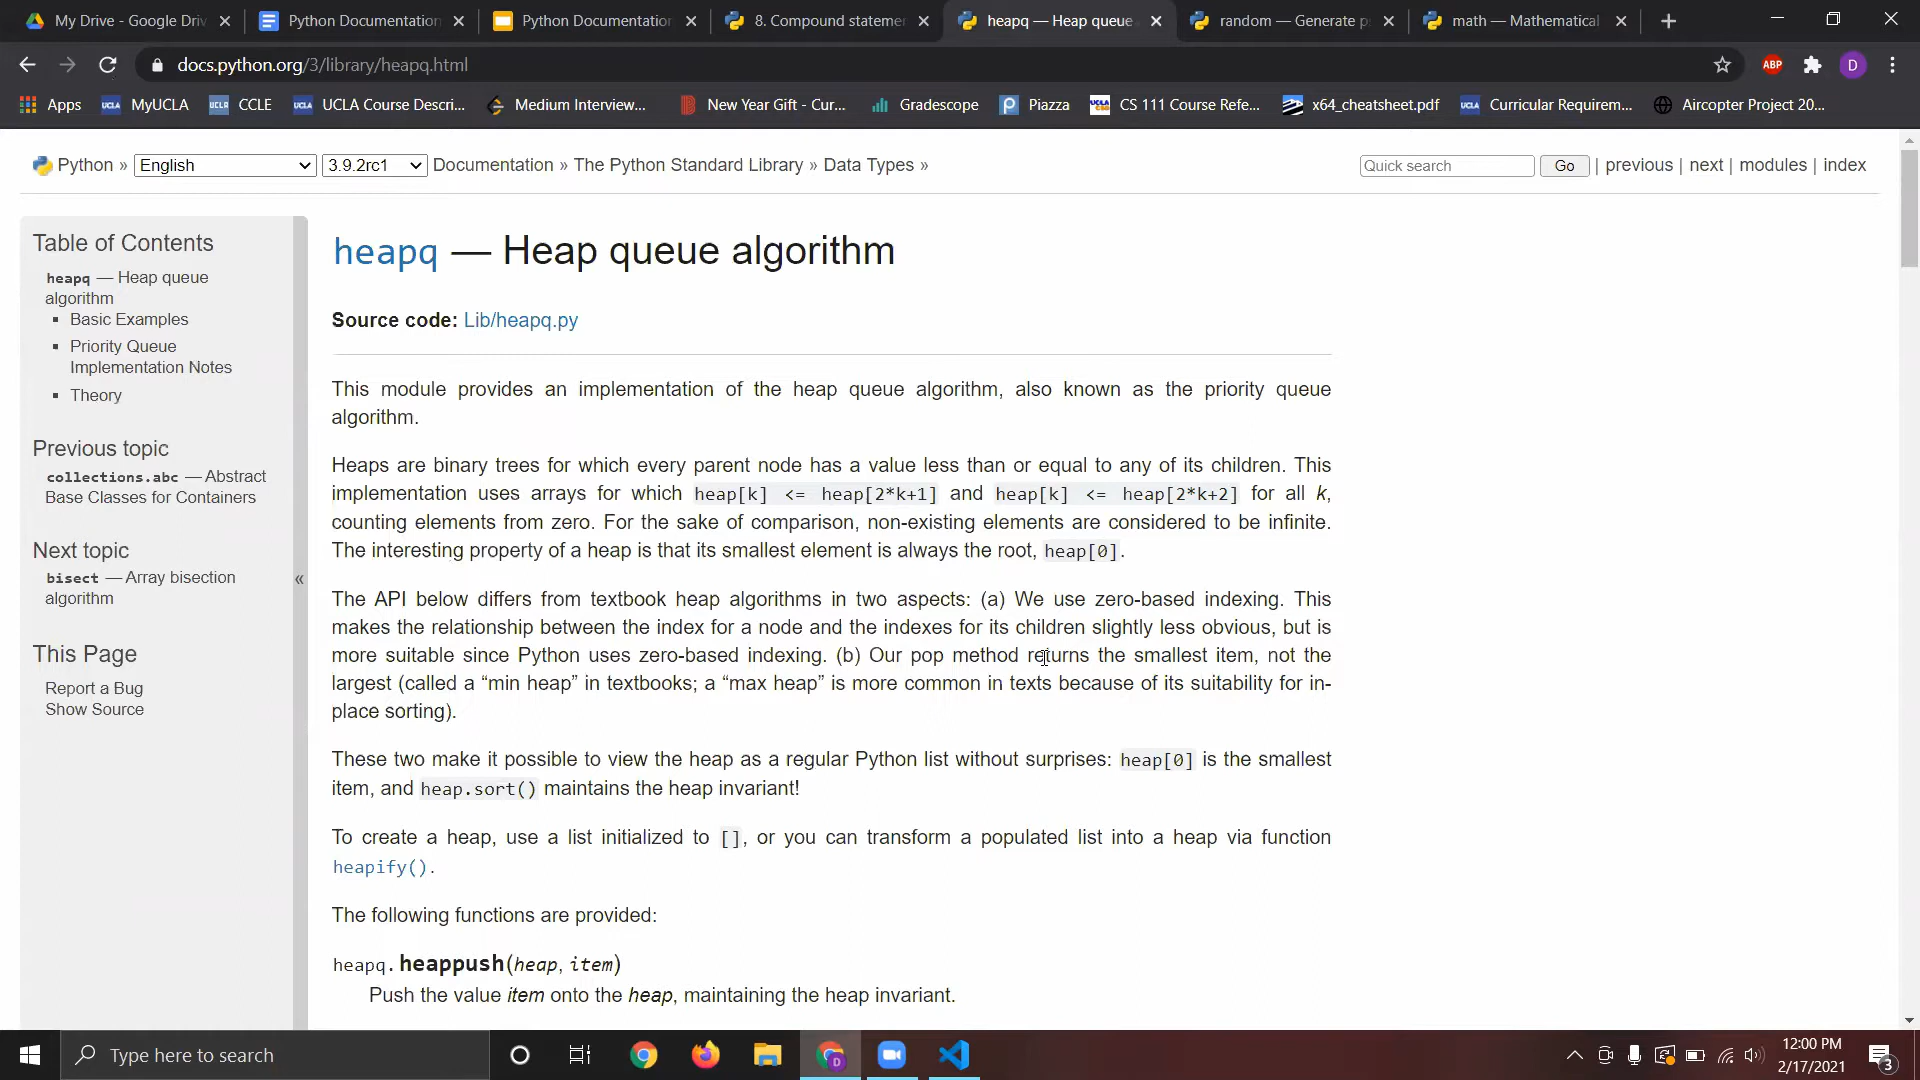 My Drive - Google Driv
Python Documentation
Python Documentation
8. Compound statemen
heapq — Heap queue
random — Generate p
math — Mathematical
docs.python.org/3/library/heapq.html
ABP
D
Apps
MyUCLA
CCLE
UCLA Course Descri...
Medium Interview...
New Year Gift - Cur...
Gradescope
Piazza
CS 111 Course Refe...
x64_cheatsheet.pdf
Curricular Requirem...
Aircopter Project 20...
Python » English 3.9.2rc1 Documentation » The Python Standard Library » Data Types »
Quick search Go | previous | next | modules | index
Table of Contents
heapq — Heap queue
algorithm
Basic Examples
Priority Queue
Implementation Notes
Theory
Previous topic
collections.abc — Abstract
Base Classes for Containers
Next topic
bisect — Array bisection
algorithm
This Page
Report a Bug
Show Source
«
heapq — Heap queue algorithm
Source code: Lib/heapq.py
This module provides an implementation of the heap queue algorithm, also known as the priority queue
algorithm.
Heaps are binary trees for which every parent node has a value less than or equal to any of its children. This
implementation uses arrays for which heap[k] <= heap[2*k+1] and heap[k] <= heap[2*k+2] for all k,
counting elements from zero. For the sake of comparison, non-existing elements are considered to be infinite.
The interesting property of a heap is that its smallest element is always the root, heap[0].
The API below differs from textbook heap algorithms in two aspects: (a) We use zero-based indexing. This
makes the relationship between the index for a node and the indexes for its children slightly less obvious, but is
more suitable since Python uses zero-based indexing. (b) Our pop method returns the smallest item, not the
largest (called a “min heap” in textbooks; a “max heap” is more common in texts because of its suitability for in-
place sorting).
These two make it possible to view the heap as a regular Python list without surprises: heap[0] is the smallest
item, and heap.sort() maintains the heap invariant!
To create a heap, use a list initialized to [], or you can transform a populated list into a heap via function
heapify().
The following functions are provided:
heapq.heappush(heap, item)
Push the value item onto the heap, maintaining the heap invariant.
Type here to search
12:00 PM
2/17/2021
3